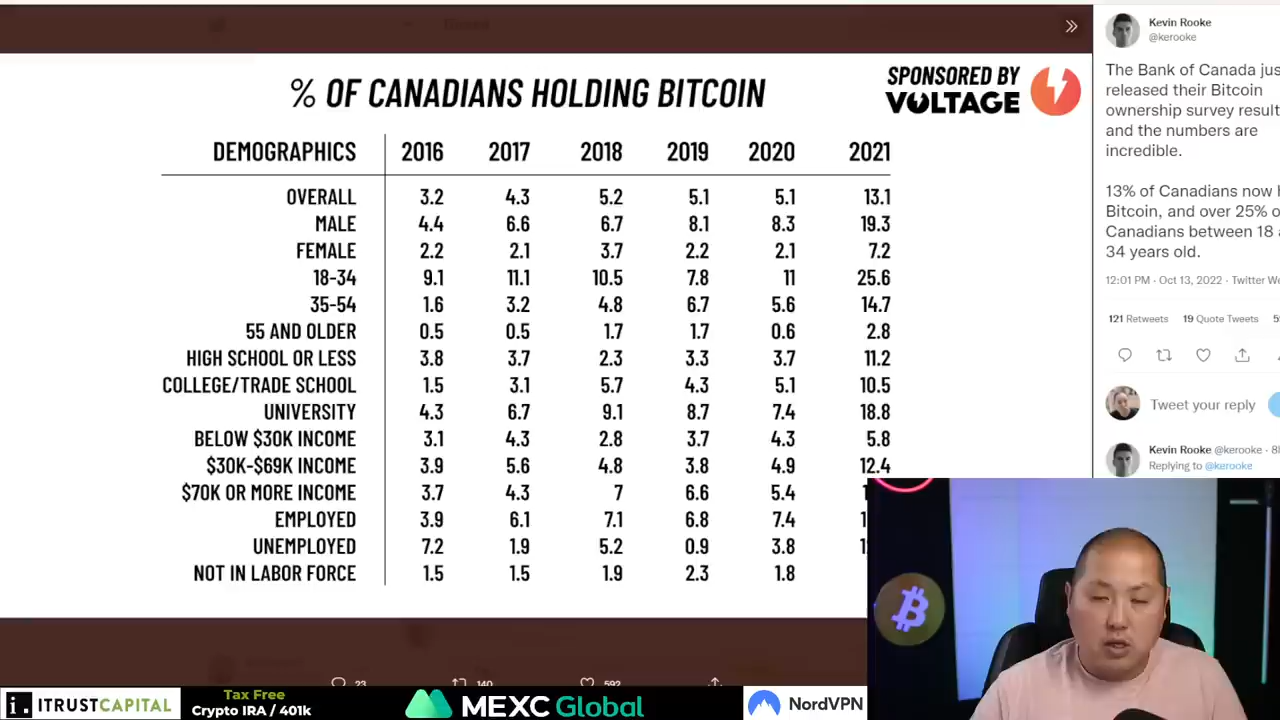 % OF CANADIANS HOLDING BITCOIN
SPONSORED BY
VOLTAGE
DEMOGRAPHICS 2016 2017 2018 2019 2020 2021
OVERALL 3.2 4.3 5.2 5.1 5.1 13.1
MALE 4.4 6.6 6.7 8.1 8.3 19.3
FEMALE 2.2 2.1 3.7 2.2 2.1 7.2
18-34 9.1 11.1 10.5 7.8 11 25.6
35-54 1.6 3.2 4.8 6.7 5.6 14.7
55 AND OLDER 0.5 0.5 1.7 1.7 0.6 2.8
HIGH SCHOOL OR LESS 3.8 3.7 2.3 3.3 3.7 11.2
COLLEGE/TRADE SCHOOL 1.5 3.1 5.7 4.3 5.1 10.5
UNIVERSITY 4.3 6.7 9.1 8.7 7.4 18.8
BELOW $30K INCOME 3.1 4.3 2.8 3.7 4.3 5.8
$30K-$69K INCOME 3.9 5.6 4.8 3.8 4.9 12.4
$70K OR MORE INCOME 3.7 4.3 7 6.6 5.4
EMPLOYED 3.9 6.1 7.1 6.8 7.4
UNEMPLOYED 7.2 1.9 5.2 0.9 3.8
NOT IN LABOR FORCE 1.5 1.5 1.9 2.3 1.8
Kevin Rooke
@kerooke
The Bank of Canada
released their Bitcoin
ownership survey
and the numbers are
incredible.
13% of Canadians now
Bitcoin, and over 25%
Canadians between 18
34 years old.
12:01 PM · Oct 13, 2022 · Twitter
121 Retweets 19 Quote Tweets
Tweet your reply
Kevin Rooke @kerooke
Replying to @kerooke
23 140 592
i. ITRUSTCAPITAL
Tax Free
Crypto IRA / 401k
MEXC Global
NordVPN